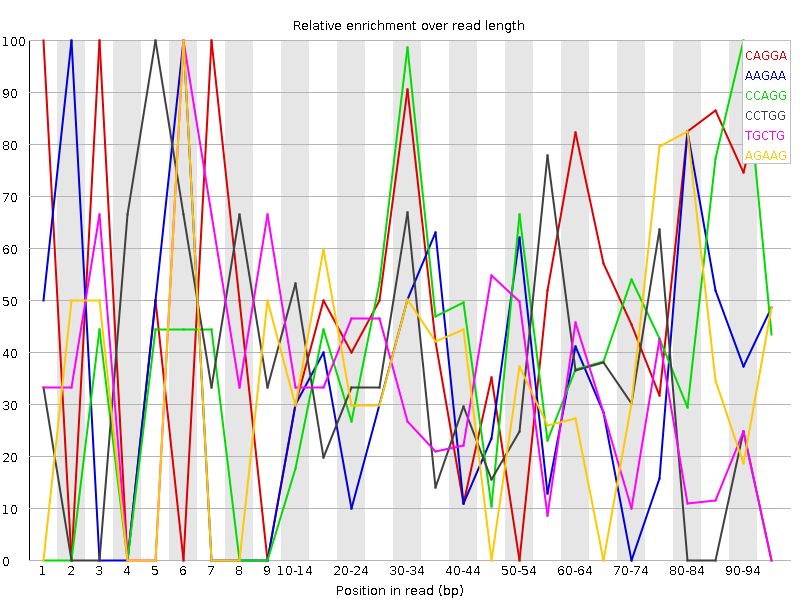 Relative enrichment over read length
100
90
80
70
60
50
40
30
20
10
0
CAGGA
AAGAA
CCAGG
CCTGG
TGCTG
AGAAG
1 2 3 4 5 6 7 8 9 10-14 20-24 30-34 40-44 50-54 60-64 70-74 80-84 90-94
Position in read (bp)